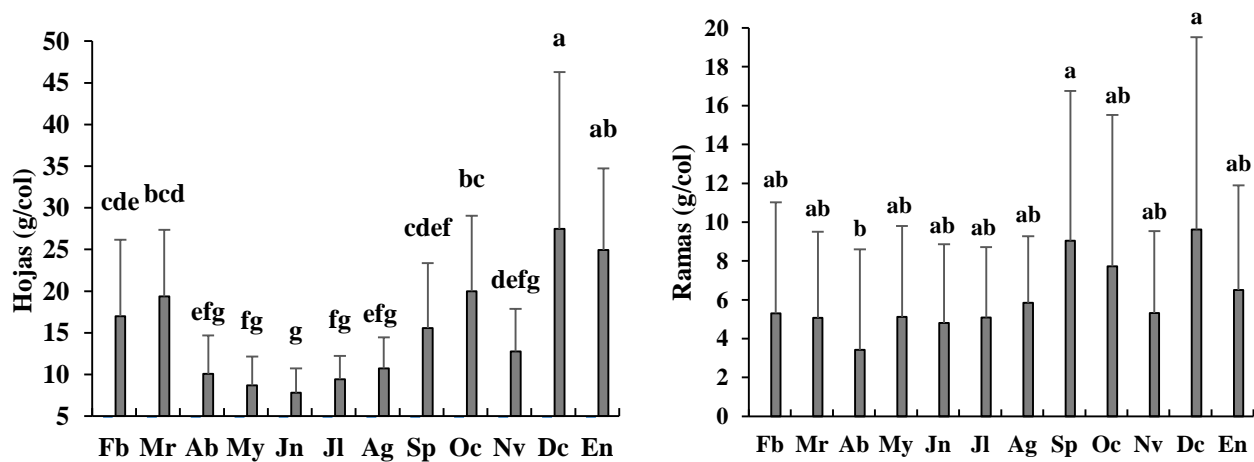 Hojas (g/col)
50
45
40
35
30
25
20
15
10
5
cde
bcd
efg
fg
g
fg
efg
cdef
bc
defg
a
ab
Fb Mr Ab My Jn Jl Ag Sp Oc Nv Dc En
Ramas (g/col)
20
18
16
14
12
10
8
6
4
2
0
ab
ab
b
ab
ab
ab
ab
a
ab
ab
a
ab
Fb Mr Ab My Jn Jl Ag Sp Oc Nv Dc En